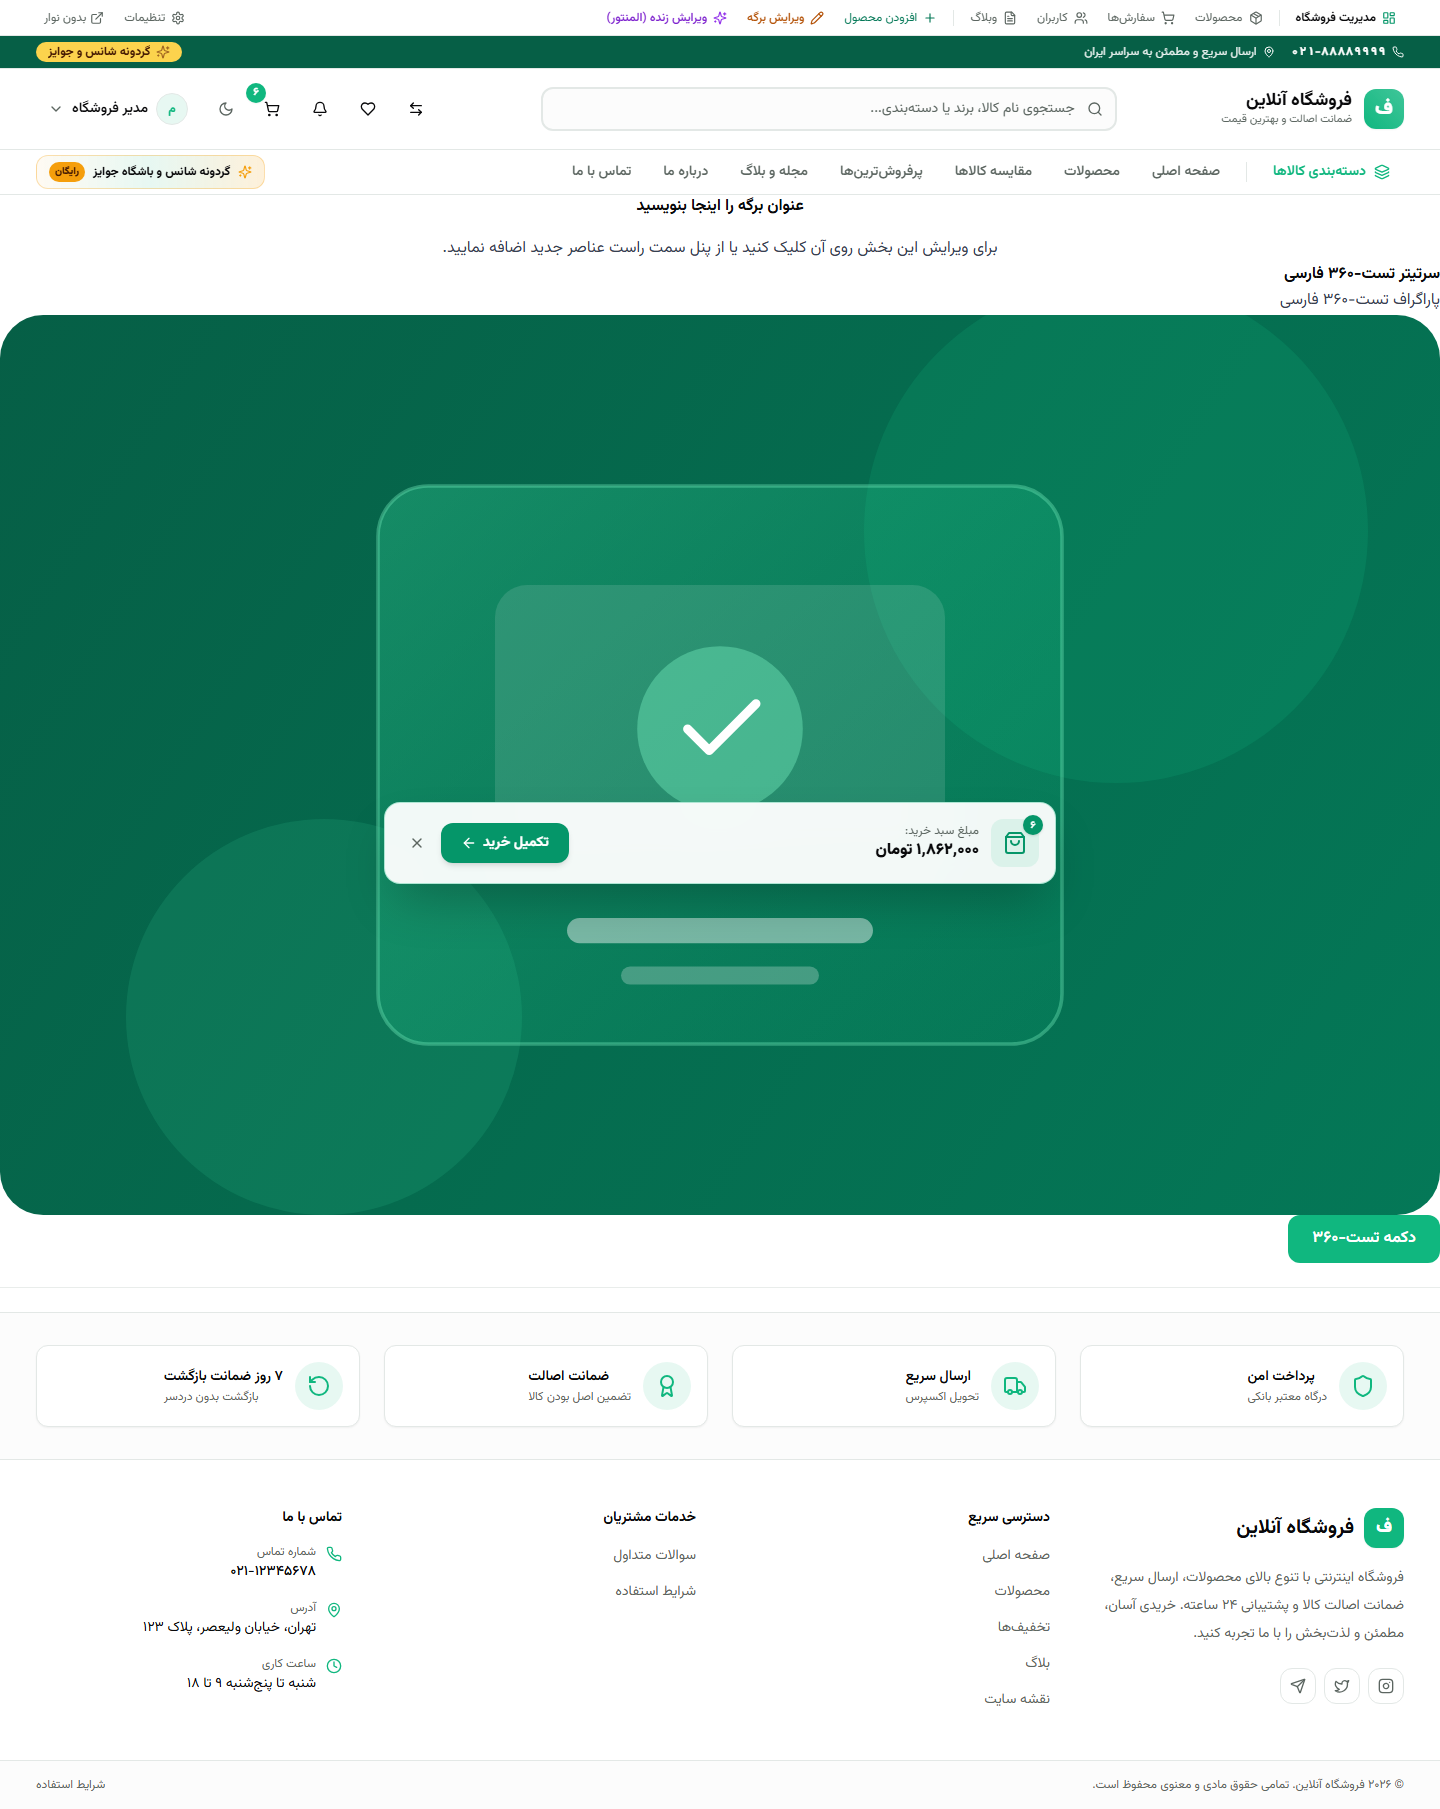 مدیریت فروشگاه
محصولات
سفارش‌ها
کاربران
وبلاگ
افزودن محصول
ویرایش برگه
ویرایش زنده (المنتور)
تنظیمات
بدون نوار
۰۲۱-۸۸۸۸۹۹۹۹
ارسال سریع و مطمئن به سراسر ایران
گردونه شانس و جوایز
ف
فروشگاه آنلاین
ضمانت اصالت و بهترین قیمت
جستجوی نام کالا، برند یا دسته‌بندی...
۶
م
مدیر فروشگاه
دسته‌بندی کالاها
صفحه اصلی
محصولات
مقایسه کالاها
پرفروش‌ترین‌ها
مجله و بلاگ
درباره ما
تماس با ما
گردونه شانس و باشگاه جوایز
رایگان
عنوان برگه را اینجا بنویسید
برای ویرایش این بخش روی آن کلیک کنید یا از پنل سمت راست عناصر جدید اضافه نمایید.
سرتیتر تست-۳۶۰ فارسی
پاراگراف تست-۳۶۰ فارسی
۶
مبلغ سبد خرید:
۱,۸۶۲,۰۰۰ تومان
تکمیل خرید
دکمه تست-۳۶۰
پرداخت امن
درگاه معتبر بانکی
ارسال سریع
تحویل اکسپرس
ضمانت اصالت
تضمین اصل بودن کالا
۷ روز ضمانت بازگشت
بازگشت بدون دردسر
ف
فروشگاه آنلاین
فروشگاه اینترنتی با تنوع بالای محصولات، ارسال سریع،
ضمانت اصالت کالا و پشتیبانی ۲۴ ساعته. خریدی آسان،
مطمئن و لذت‌بخش را با ما تجربه کنید.
دسترسی سریع
صفحه اصلی
محصولات
تخفیف‌ها
بلاگ
نقشه سایت
خدمات مشتریان
سوالات متداول
شرایط استفاده
تماس با ما
شماره تماس
۰۲۱-۱۲۳۴۵۶۷۸
آدرس
تهران، خیابان ولیعصر، پلاک ۱۲۳
ساعت کاری
شنبه تا پنج‌شنبه ۹ تا ۱۸
© ۲۰۲۶ فروشگاه آنلاین. تمامی حقوق مادی و معنوی محفوظ است.
شرایط استفاده